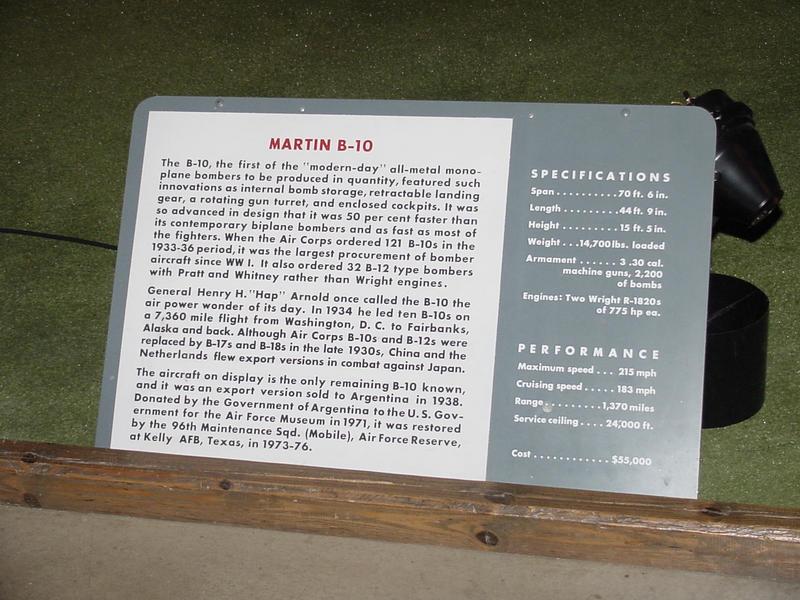 MARTIN B-10
The B-10, the first of the "modern-day" all-metal mono-
plane bombers to be produced in quantity, featured such
innovations as internal bomb storage, retractable landing
gear, a rotating gun turret, and enclosed cockpits. It was
so advanced in design that it was 50 per cent faster than
its contemporary biplane bombers and as fast as most of
the fighters. When the Air Corps ordered 121 B-10s in the
1933-36 period, it was the largest procurement of bomber
aircraft since WW I. It also ordered 32 B-12 type bombers
with Pratt and Whitney rather than Wright engines.
General Henry H. "Hap" Arnold once called the B-10 the
air power wonder of its day. In 1934 he led ten B-10s on
a 7,360 mile flight from Washington, D. C. to Fairbanks,
Alaska and back. Although Air Corps B-10s and B-12s were
replaced by B-17s and B-18s in the late 1930s, China and the
Netherlands flew export versions in combat against Japan.
The aircraft on display is the only remaining B-10 known,
and it was an export version sold to Argentina in 1938.
Donated by the Government of Argentina to the U.S. Gov-
ernment for the Air Force Museum in 1971, it was restored
by the 96th Maintenance Sqd. (Mobile), Air Force Reserve,
at Kelly AFB, Texas, in 1973-76.
SPECIFICATIONS
Span . . . . . . . . . . 70 ft. 6 in.
Length . . . . . . . . . 44 ft. 9 in.
Height . . . . . . . . . 15 ft. 5 in.
Weight . . . 14,700 lbs. loaded
Armament . . . . . . 3 .30 cal.
machine guns, 2,200
of bombs
Engines: Two Wright R-1820s
of 775 hp ea.
PERFORMANCE
Maximum speed . . . 215 mph
Cruising speed . . . . . 183 mph
Range . . . . . . . . . 1,370 miles
Service ceiling . . . . 24,000 ft.
Cost . . . . . . . . . . . . $55,000